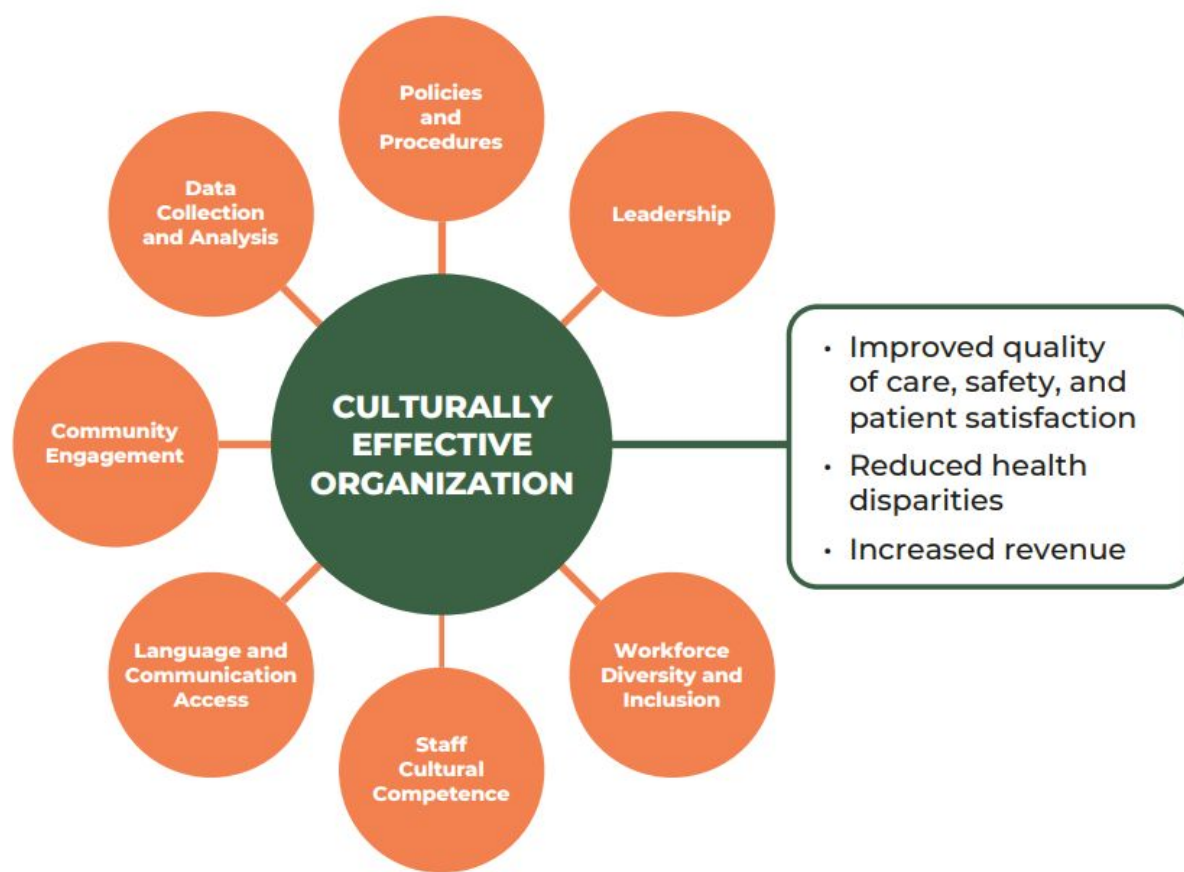 Policies
and
Procedures
Leadership
Data
Collection
and Analysis
Community
Engagement
CULTURALLY
EFFECTIVE
ORGANIZATION
• Improved quality
of care, safety, and
patient satisfaction
• Reduced health
disparities
• Increased revenue
Language and
Communication
Access
Staff
Cultural
Competence
Workforce
Diversity and
Inclusion